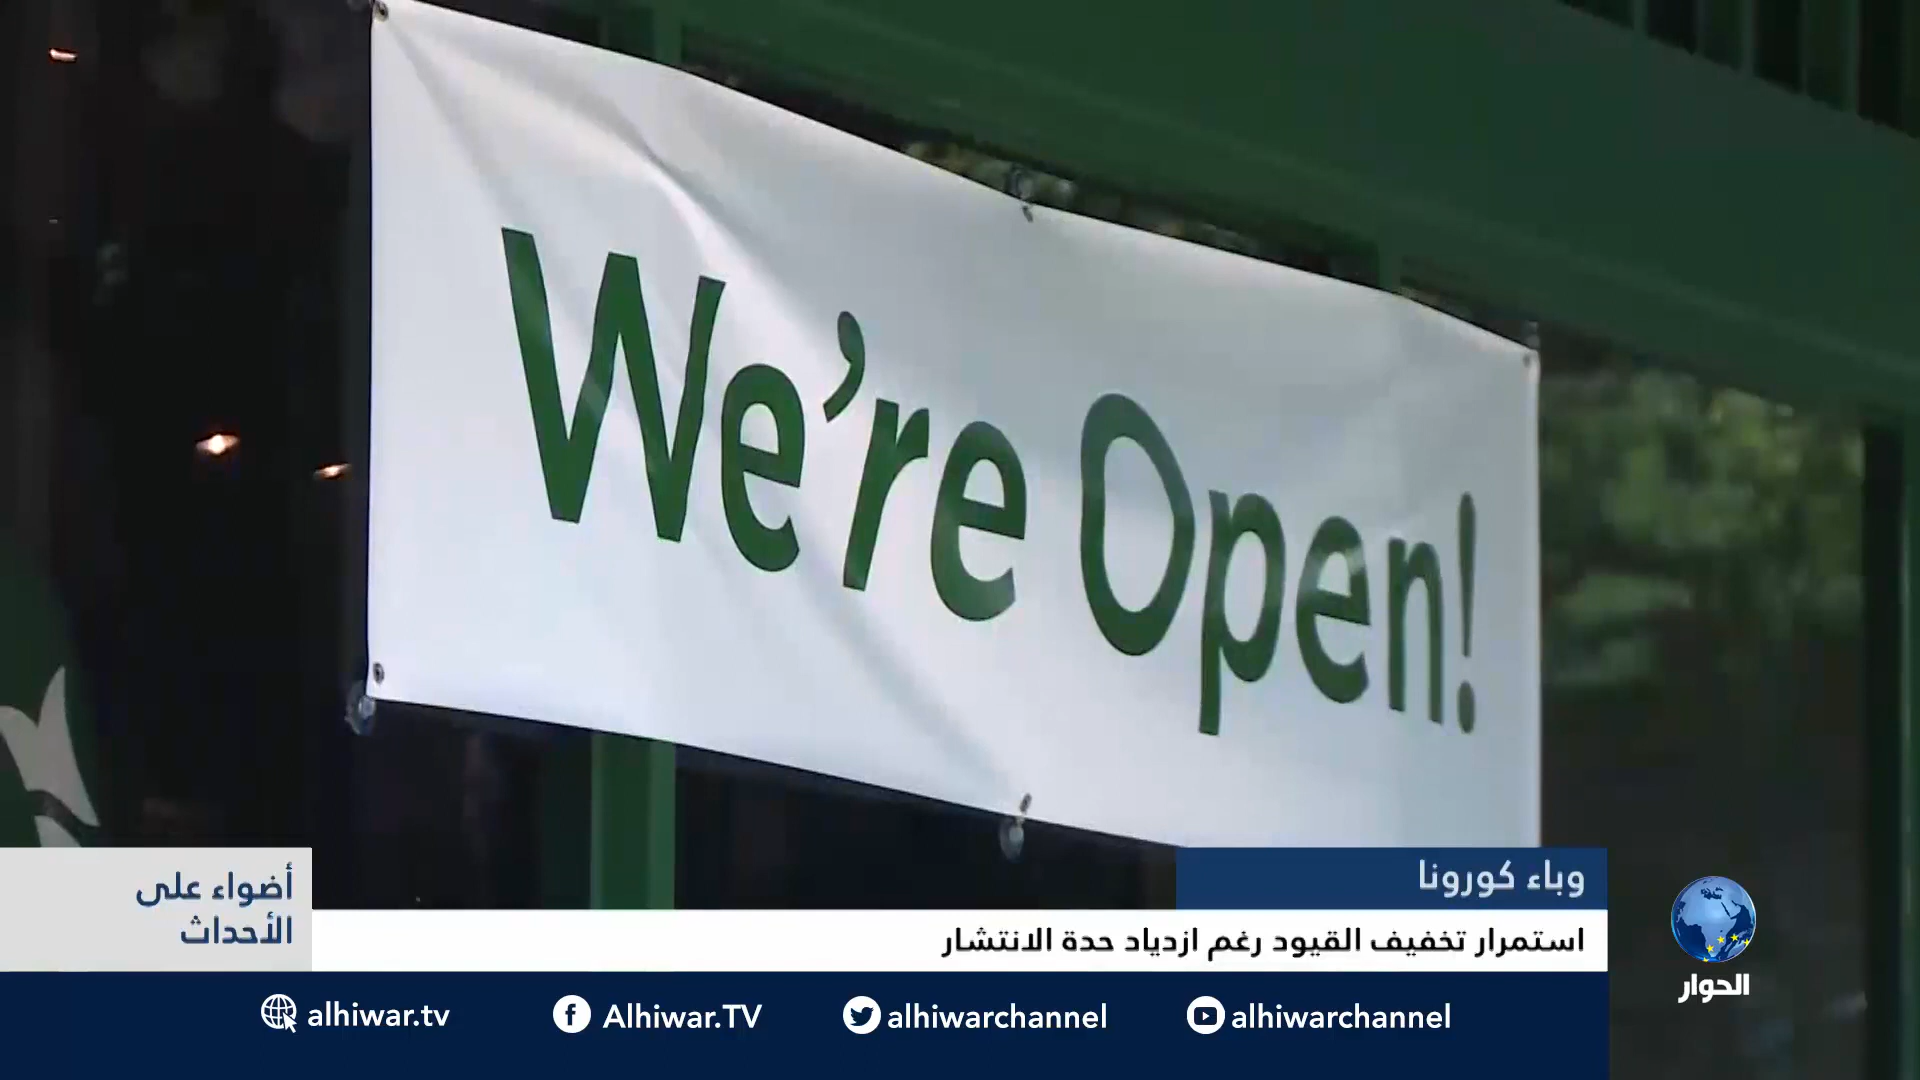 We're Open!
وباء كورونا
استمرار تخفيف القيود رغم ازدياد حدة الانتشار
أضواء على
الأحداث
الحوار
alhiwar.tv
Alhiwar.TV
alhiwarchannel
alhiwarchannel